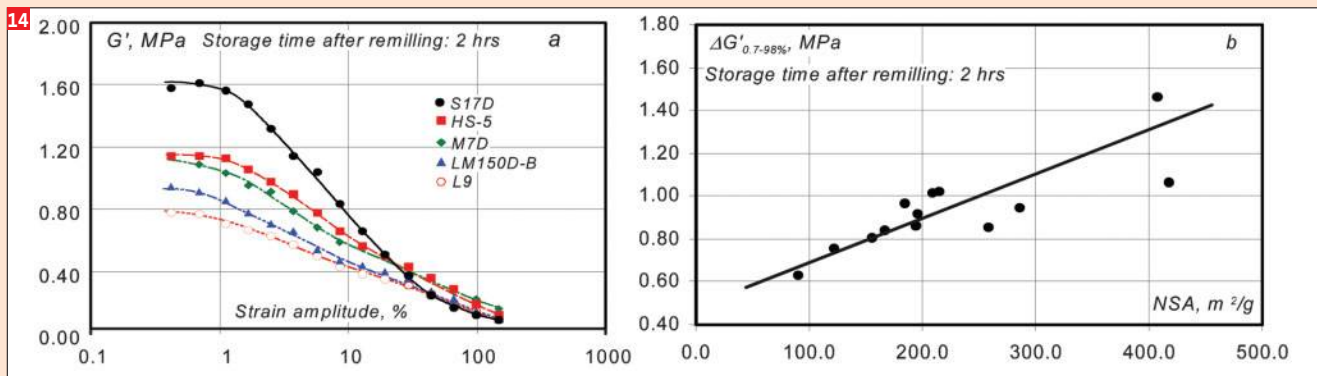 14
2.00
1.60
1.20
0.80
0.40
0.00
G', MPa Storage time after remilling: 2 hrs a
S17D
HS-5
M7D
LM150D-B
L9
Strain amplitude, %
0.1 1 10 100 1000
1.80
1.60
1.40
1.20
1.00
0.80
0.60
0.40
ΔG'0.7-98%, MPa b
Storage time after remilling: 2 hrs
NSA, m²/g
0.0 100.0 200.0 300.0 400.0 500.0